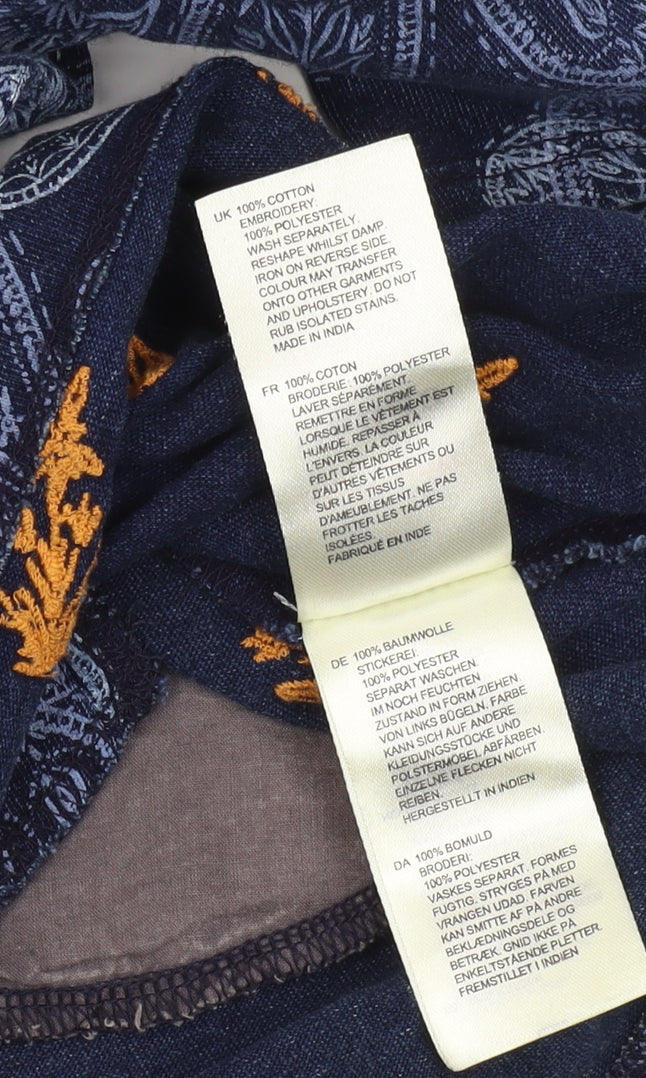 UK 100% COTTON
EMBROIDERY:
100% POLYESTER
WASH SEPARATELY.
RESHAPE WHILST DAMP.
IRON ON REVERSE SIDE.
COLOUR MAY TRANSFER
ONTO OTHER GARMENTS
AND UPHOLSTERY. DO NOT
RUB ISOLATED STAINS.
MADE IN INDIA
FR 100% COTON
BRODERIE: 100% POLYESTER
LAVER SÉPARÉMENT.
REMETTRE EN FORME
LORSQUE LE VÊTEMENT EST
HUMIDE. REPASSER À
L'ENVERS. LA COULEUR
PEUT DÉTEINDRE SUR
D'AUTRES VÊTEMENTS OU
SUR LES TISSUS
D'AMEUBLEMENT. NE PAS
FROTTER LES TACHES
ISOLÉES.
FABRIQUÉ EN INDE
DE 100% BAUMWOLLE
STICKEREI:
100% POLYESTER
SEPARAT WASCHEN.
IM NOCH FEUCHTEN
ZUSTAND IN FORM ZIEHEN.
VON LINKS BÜGELN. FARBE
KANN SICH AUF ANDERE
KLEIDUNGSSTÜCKE UND
POLSTERMÖBEL ABFÄRBEN.
EINZELNE FLECKEN NICHT
REIBEN.
HERGESTELLT IN INDIEN
DA 100% BOMULD
BRODERI:
100% POLYESTER
VASKES SEPARAT. FORMES
FUGTIG. STRYGES PÅ MED
VRANGEN UDAD. FARVEN
KAN SMITTE AF PÅ ANDRE
BEKLÆDNINGSDELE OG
BETRÆK. GNID IKKE PÅ
ENKELTSTÅENDE PLETTER.
FREMSTILLET I INDIEN